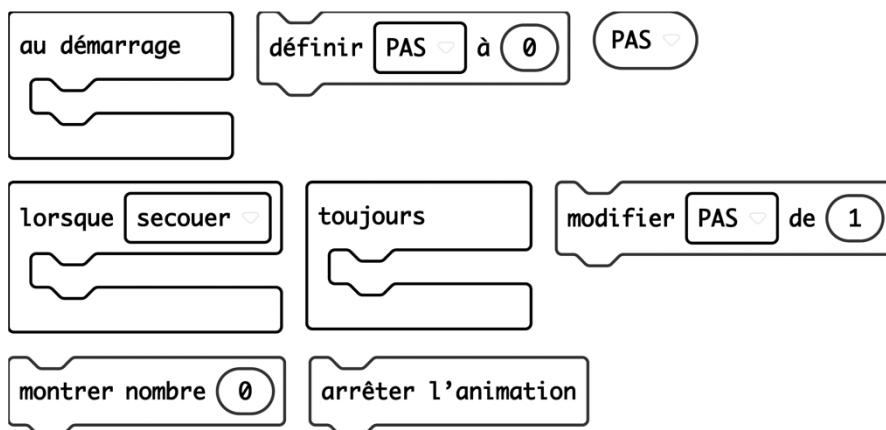 au démarrage
définir PAS à 0
PAS
lorsque secouer
toujours
modifier PAS de 1
montrer nombre 0
arrêter l'animation